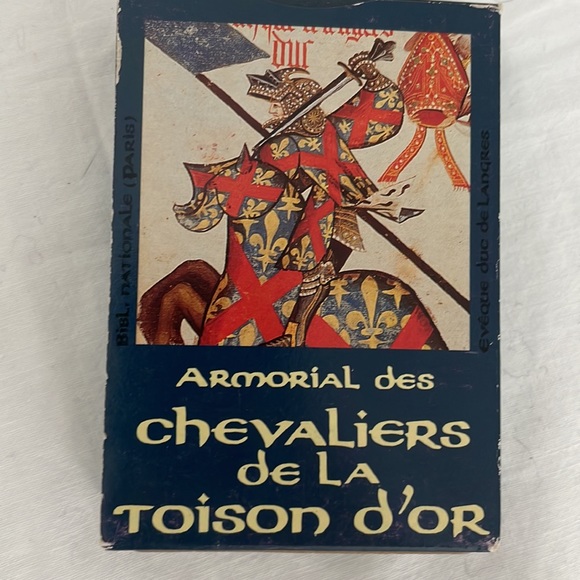 duc
BIBL. NATIONALE (PARIS)
Evêque duc de Langres
Armorial des
Chevaliers
de la
Toison d'Or